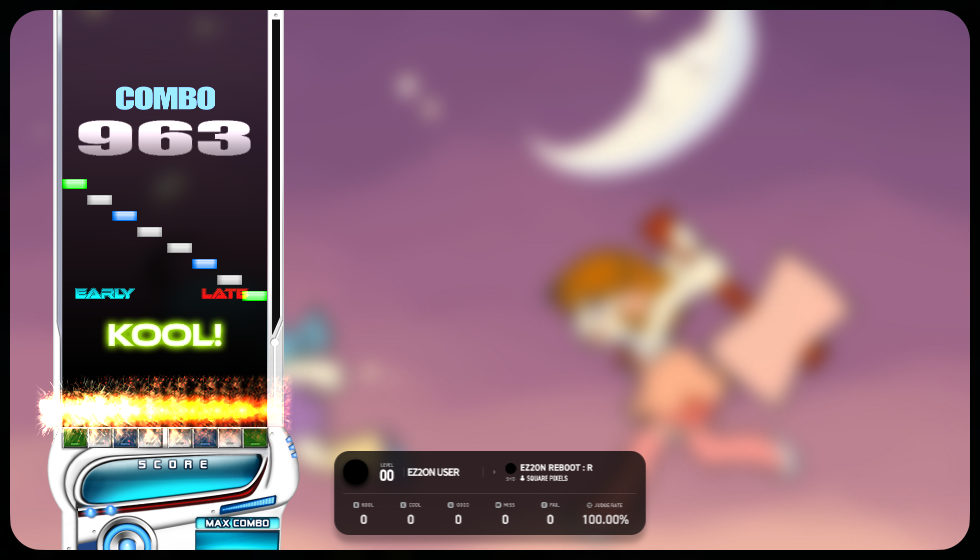 COMBO
963
EARLY LATE
KOOL!
SCORE
MAX COMBO
LEVEL
00 EZ2ON USER
EZ2ON REBOOT : R
SQUARE PIXELS
KOOL COOL GOOD MISS FAIL JUDGE RATE
0 0 0 0 0 100.00%